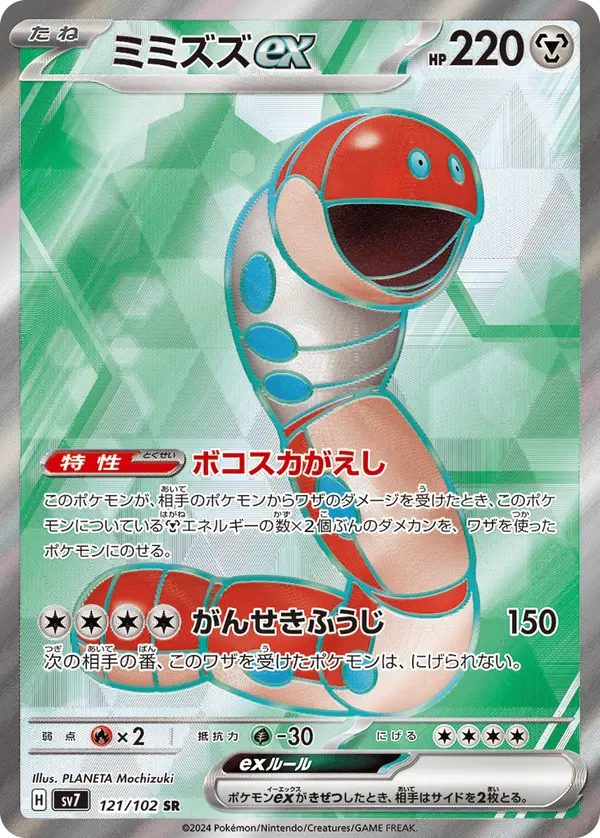 たね
ミミズズex HP 220
特性 とくせい ボコスカがえし
このポケモンが、相手のポケモンからワザのダメージを受けたとき、このポケ
モンについているエネルギーの数×2個ぶんのダメカンを、ワザを使った
ポケモンにのせる。
がんせきふうじ 150
次の相手の番、このワザを受けたポケモンは、にげられない。
弱点 ×2 抵抗力 -30 にげる
Illus. PLANETA Mochizuki
exルール
ポケモンexがきぜつしたとき、相手はサイドを2枚とる。
H sv7 121/102 SR
©2024 Pokémon/Nintendo/Creatures/GAME FREAK.